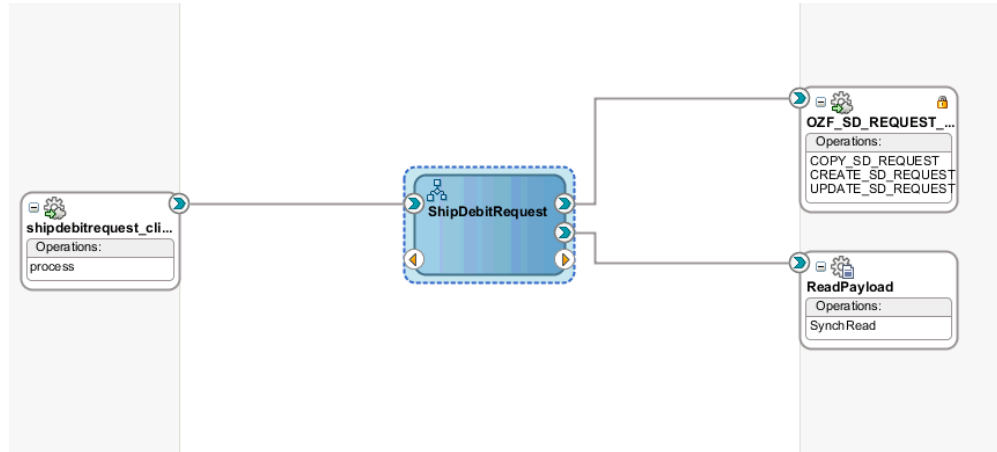 shipdebitrequest_cli...
Operations:
process
ShipDebitRequest
OZF_SD_REQUEST_...
Operations:
COPY_SD_REQUEST
CREATE_SD_REQUEST
UPDATE_SD_REQUEST
ReadPayload
Operations:
SynchRead